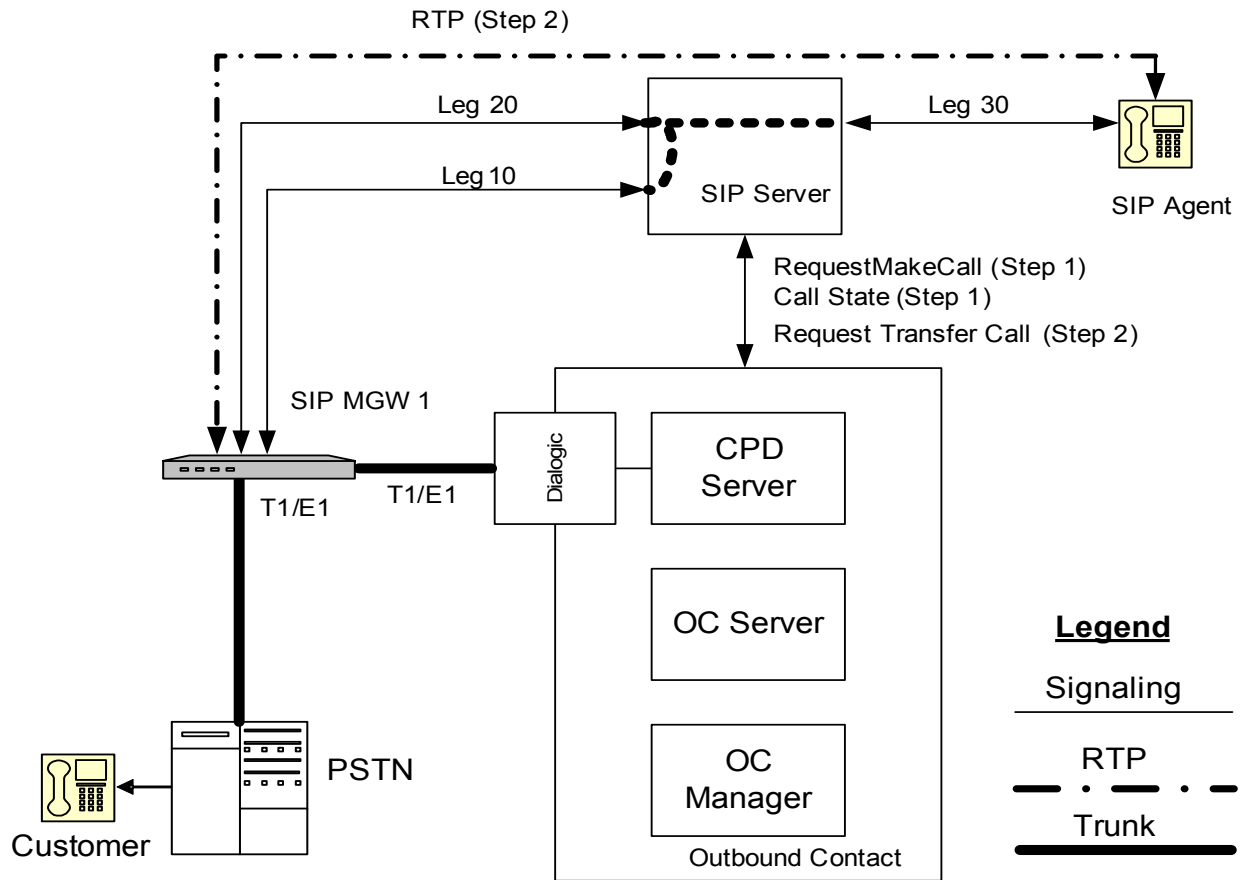 RTP (Step 2)
Leg 20
Leg 30
Leg 10
SIP Server
SIP Agent
RequestMakeCall (Step 1)
Call State (Step 1)
Request Transfer Call (Step 2)
SIP MGW 1
Dialogic
CPD
Server
T1/E1
T1/E1
OC Server
Legend
Signaling
RTP
Trunk
PSTN
OC
Manager
Customer
Outbound Contact